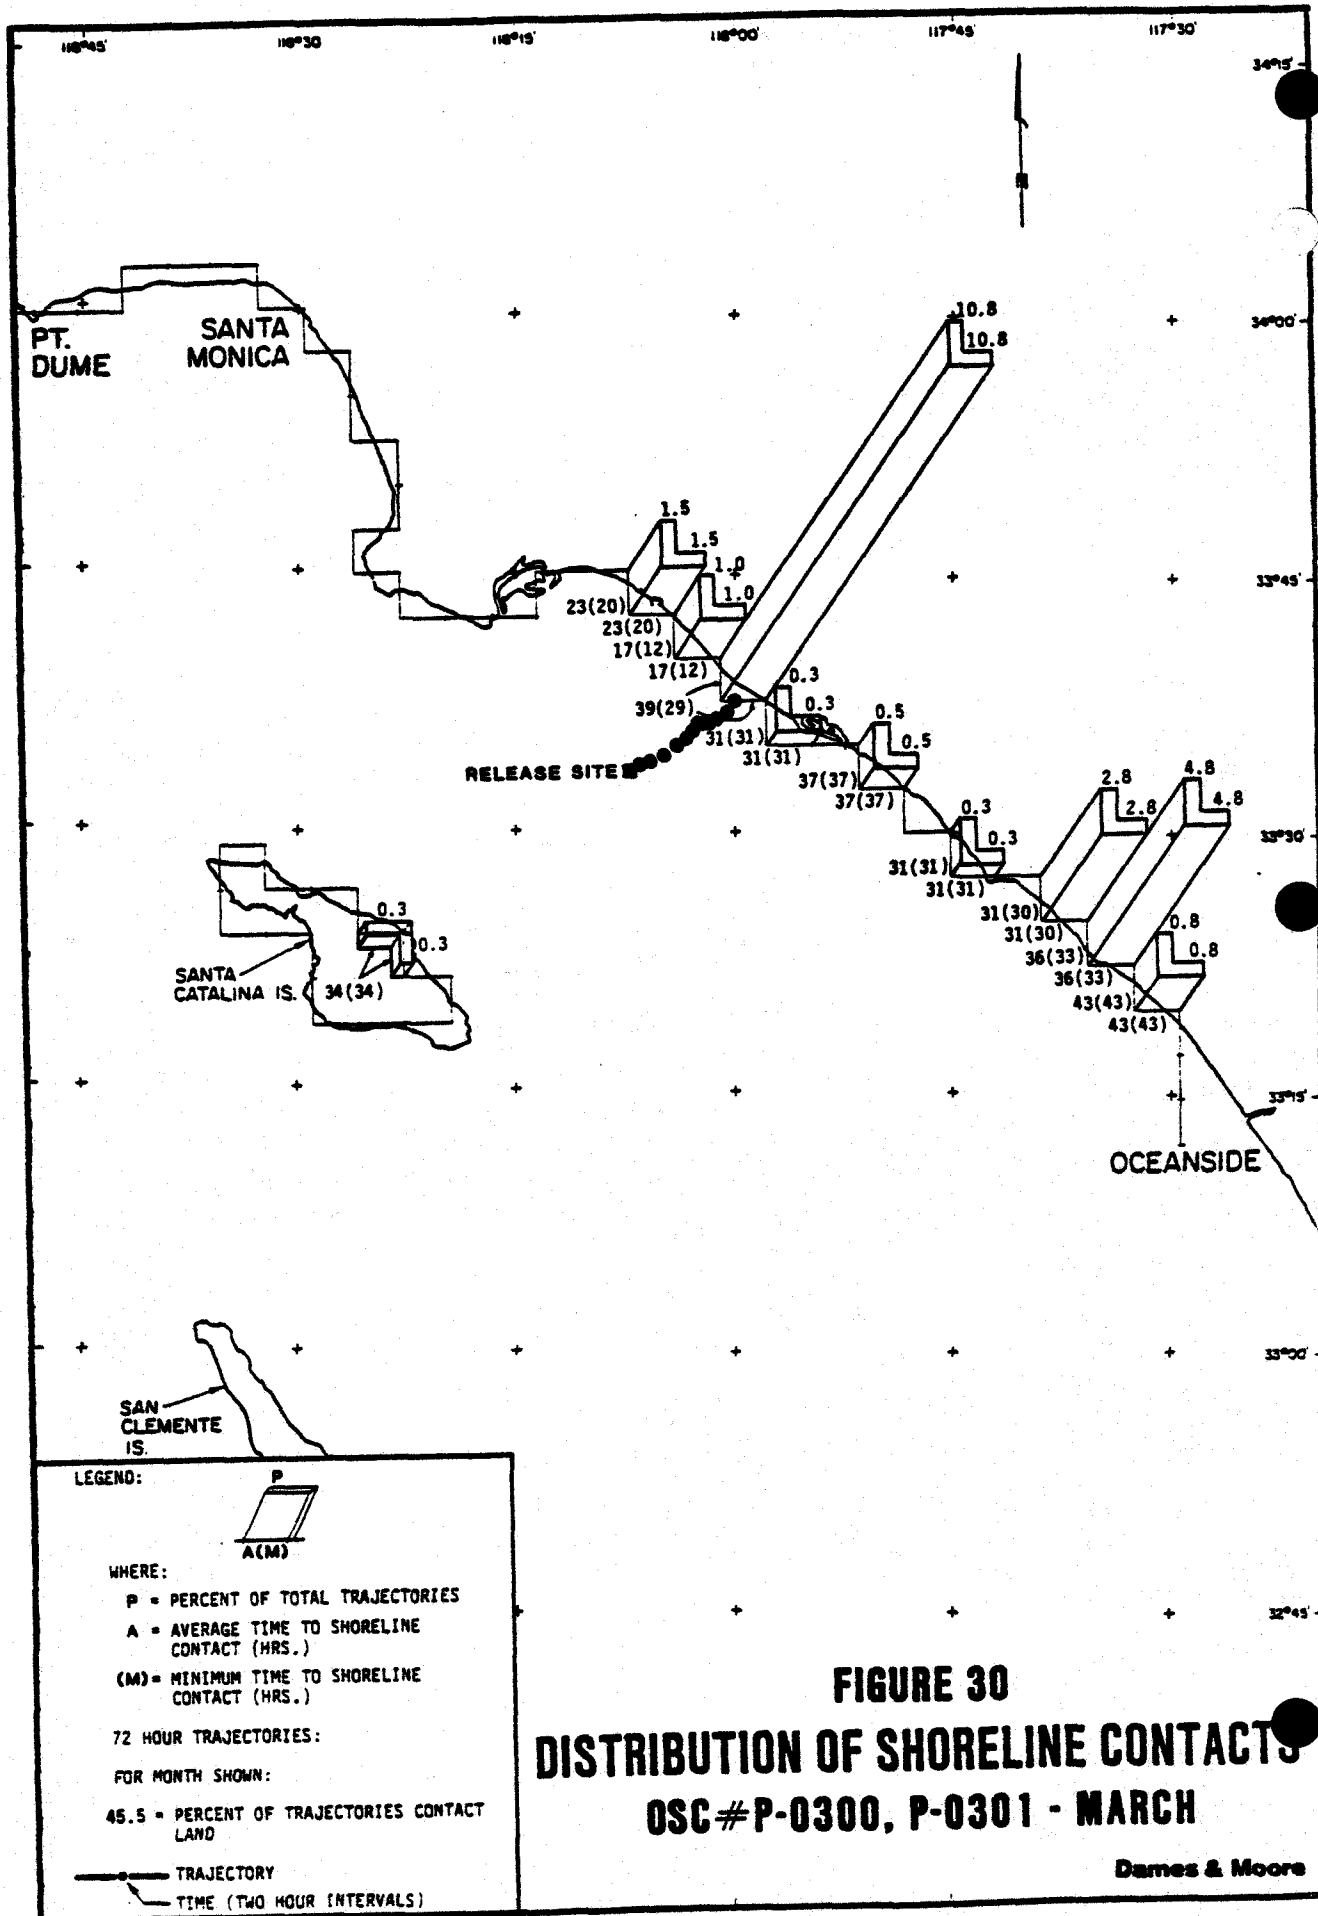 118°45'
118°30'
118°15'
118°00'
117°45'
117°30'
34°15'
34°00'
PT.
DUME
SANTA
MONICA
10.8
10.8
1.5
1.5
1.0
1.0
33°45'
23(20)
23(20)
17(12)
17(12)
39(29)
0.3
0.3
31(31)
31(31)
0.5
0.5
RELEASE SITE
37(37)
37(37)
2.8
2.8
4.8
4.8
0.3
0.3
33°30'
31(31)
31(31)
31(30)
31(30)
0.3
0.3
36(33)
36(33)
0.8
0.8
SANTA
CATALINA IS.
34(34)
43(43)
43(43)
33°15'
OCEANSIDE
33°00'
SAN
CLEMENTE
IS.
LEGEND:
P
A(M)
WHERE:
P = PERCENT OF TOTAL TRAJECTORIES
A = AVERAGE TIME TO SHORELINE
CONTACT (HRS.)
(M)= MINIMUM TIME TO SHORELINE
CONTACT (HRS.)
72 HOUR TRAJECTORIES:
FOR MONTH SHOWN:
45.5 = PERCENT OF TRAJECTORIES CONTACT
LAND
TRAJECTORY
TIME (TWO HOUR INTERVALS)
32°45'
FIGURE 30
DISTRIBUTION OF SHORELINE CONTACTS
OSC#P-0300, P-0301 - MARCH
Dames & Moore